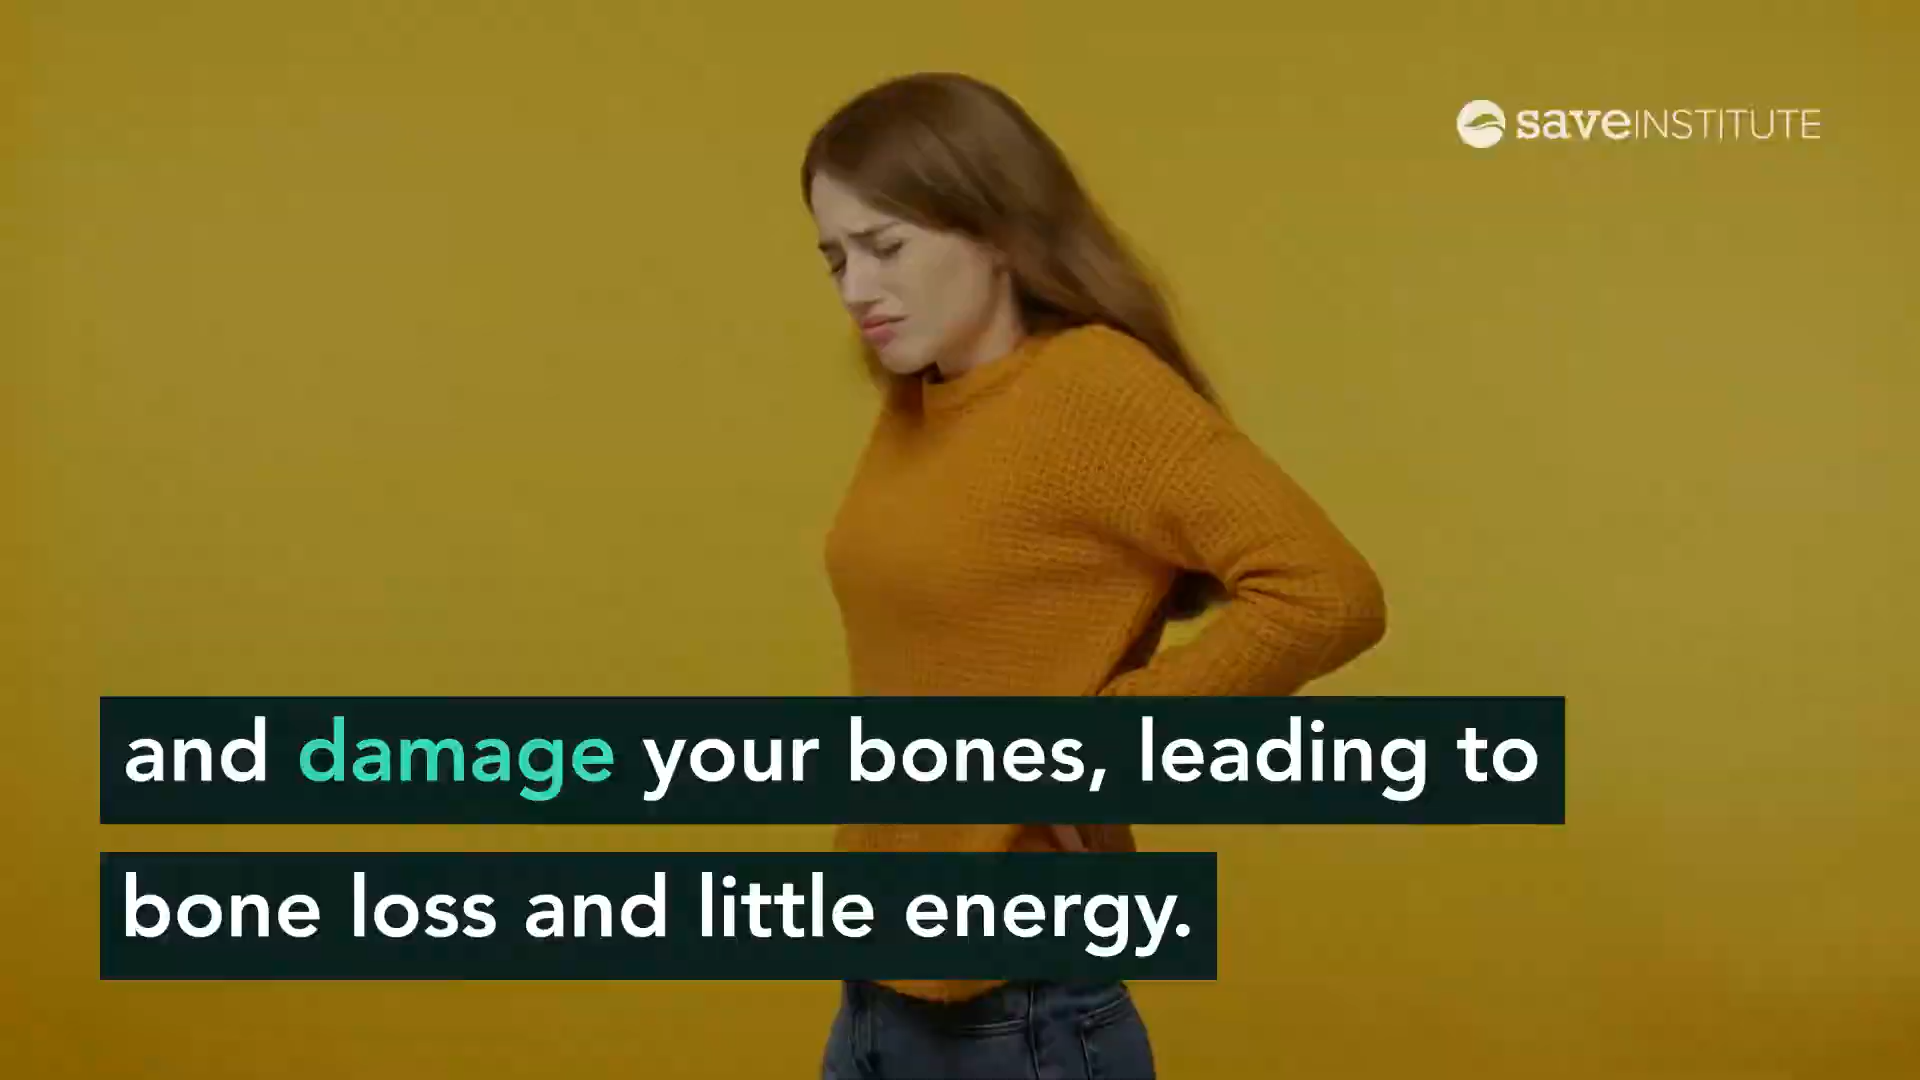 saveINSTITUTE
and damage your bones, leading to
bone loss and little energy.